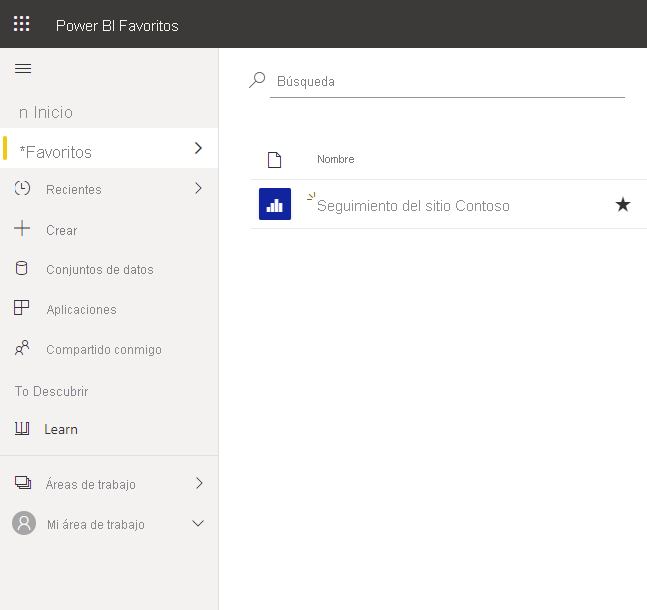 Power BI Favoritos
n Inicio
*Favoritos
Recientes
Crear
Conjuntos de datos
Aplicaciones
Compartido conmigo
To Descubrir
Learn
Áreas de trabajo
Mi área de trabajo
Búsqueda
Nombre
Seguimiento del sitio Contoso